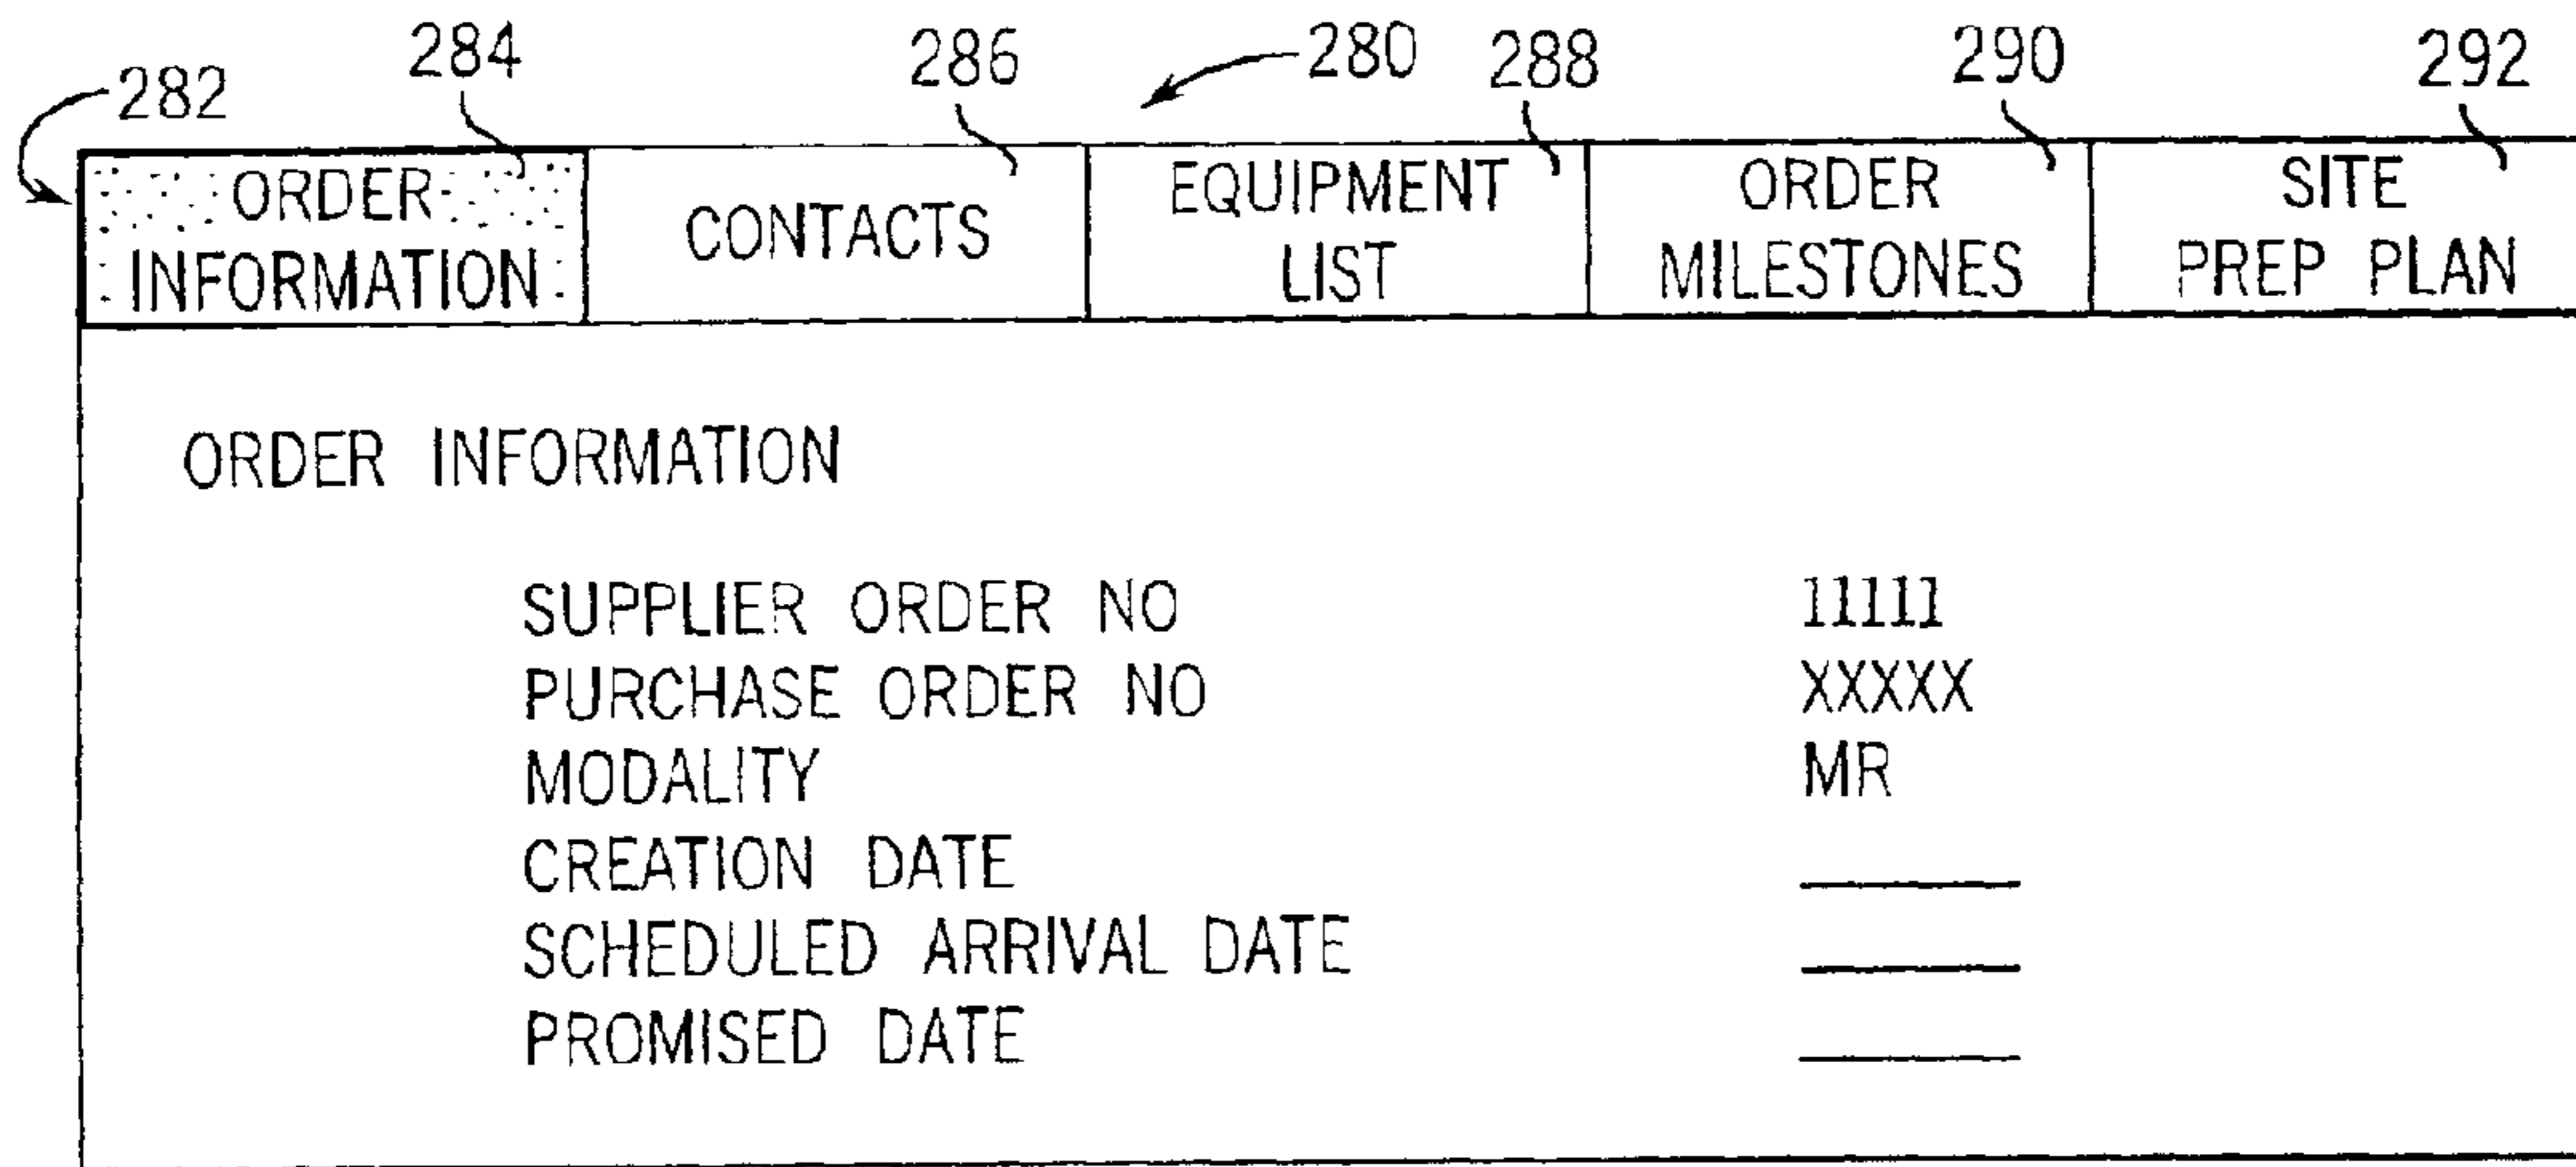 282 284 286 280 288 290 292
ORDER INFORMATION
CONTACTS
EQUIPMENT LIST
ORDER MILESTONES
SITE PREP PLAN
ORDER INFORMATION
SUPPLIER ORDER NO 11111
PURCHASE ORDER NO XXXXX
MODALITY MR
CREATION DATE
SCHEDULED ARRIVAL DATE
PROMISED DATE